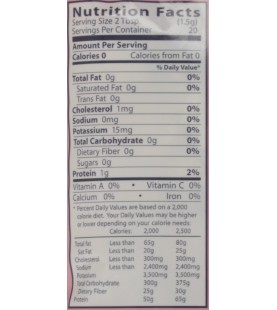 Nutrition Facts
Serving Size 2 Tbsp (1.5g)
Servings Per Container 20
Amount Per Serving
Calories 0 Calories from Fat 0
% Daily Value*
Total Fat 0g 0%
Saturated Fat 0g 0%
Trans Fat 0g
Cholesterol 1mg 0%
Sodium 0mg 0%
Potassium 15mg 0%
Total Carbohydrate 0g 0%
Dietary Fiber 0g 0%
Sugars 0g
Protein 1g 2%
Vitamin A 0% • Vitamin C 0%
Calcium 0% • Iron 0%
* Percent Daily Values are based on a 2,000
calorie diet. Your Daily Values may be higher
or lower depending on your calorie needs:
Calories: 2,000 2,500
Total Fat Less than 65g 80g
Sat Fat Less than 20g 25g
Cholesterol Less than 300mg 300mg
Sodium Less than 2,400mg 2,400mg
Potassium 3,500mg 3,500mg
Total Carbohydrate 300g 375g
Dietary Fiber 25g 30g
Protein 50g 65g